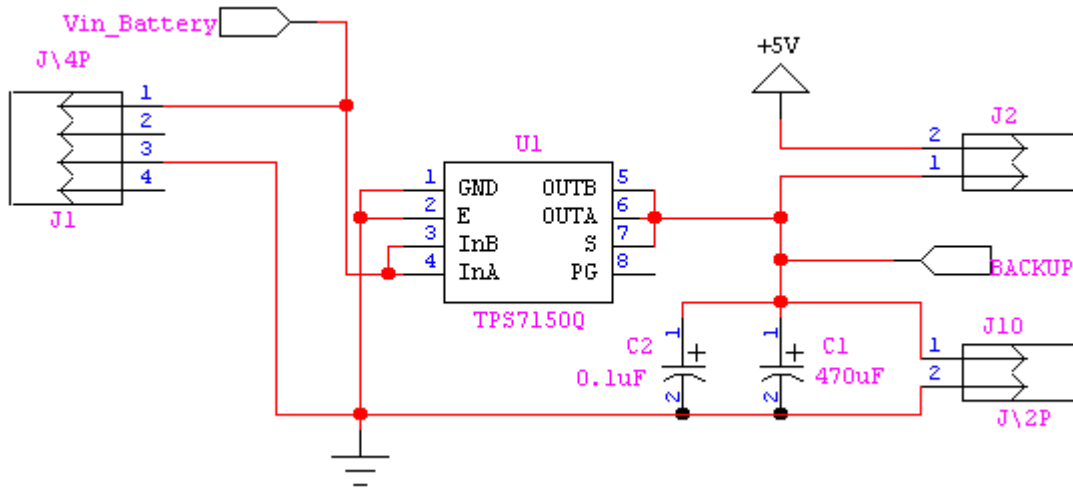 Vin_Battery
J\4P
1
2
3
4
J1
U1
1 GND OUTB 5
2 E OUTA 6
3 InB S 7
4 InA PG 8
TPS7150Q
+5V
J2
2
1
BACKUP
C2
0.1uF
1
+
2
C1
470uF
1
+
2
J10
1
2
J\2P